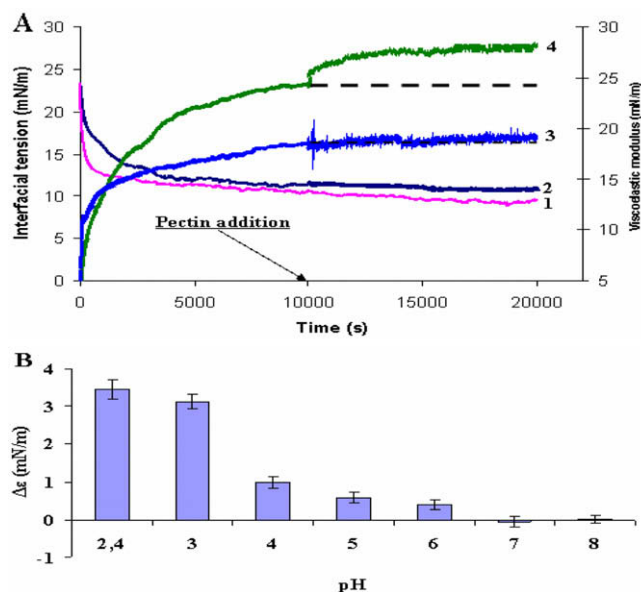 A
Interfacial tension (mN/m)
30
25
20
15
10
5
0
Viscoelastic modulus (mN/m)
30
25
20
15
10
5
4
3
2
1
Pectin addition
0 5000 10000 15000 20000
Time (s)
B
Δε (mN/m)
4
3
2
1
0
-1
2,4 3 4 5 6 7 8
pH